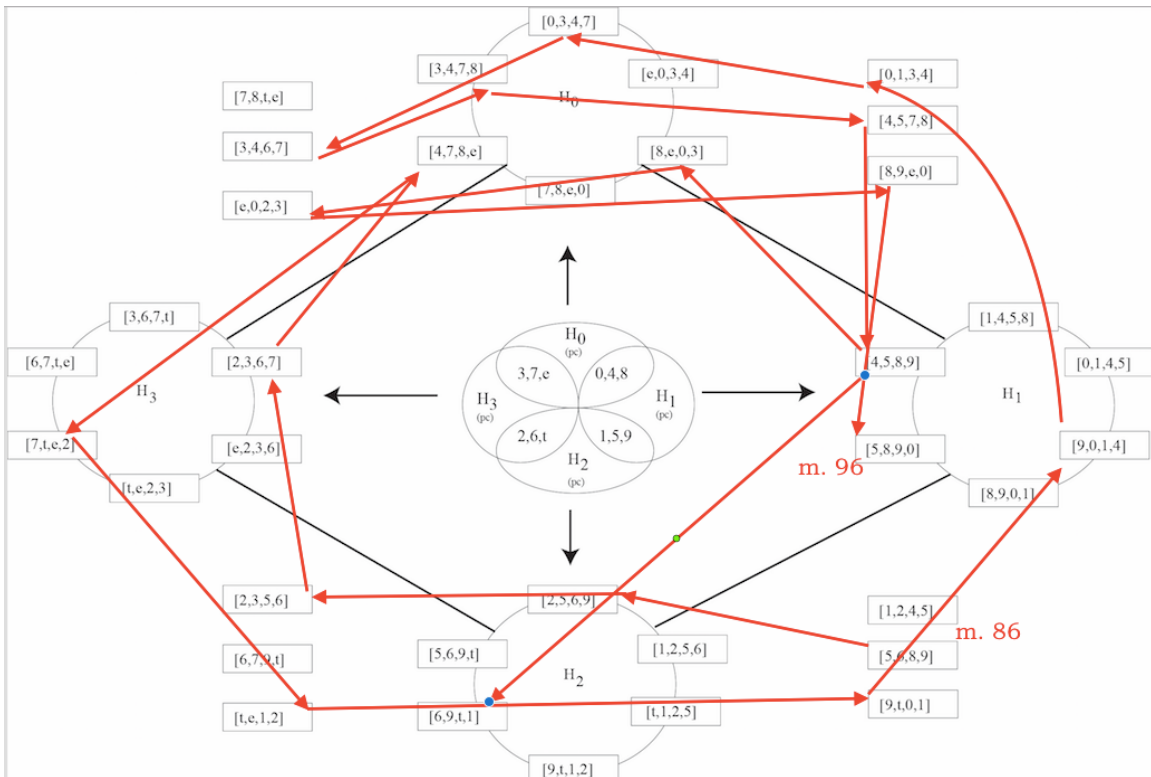 [0,3,4,7]
[3,4,7,8]
[e,0,3,4]
[0,1,3,4]
[7,8,t,e]
H0
[4,5,7,8]
[3,4,6,7]
[4,7,8,e]
[8,e,0,3]
[8,9,e,0]
[7,8,e,0]
[e,0,2,3]
[3,6,7,t]
[1,4,5,8]
H0
(pc)
[6,7,t,e]
[2,3,6,7]
[4,5,8,9]
[0,1,4,5]
3,7,e
0,4,8
H3
H3
(pc)
H1
(pc)
H1
[7,t,e,2]
[e,2,3,6]
2,6,t
1,5,9
[5,8,9,0]
[9,0,1,4]
H2
(pc)
m. 96
[t,e,2,3]
[8,9,0,1]
[2,3,5,6]
[2,5,6,9]
[1,2,4,5]
m. 86
[5,6,9,t]
[1,2,5,6]
[5,6,8,9]
[6,7,9,t]
H2
[t,e,1,2]
[6,9,t,1]
[t,1,2,5]
[9,t,0,1]
[9,t,1,2]